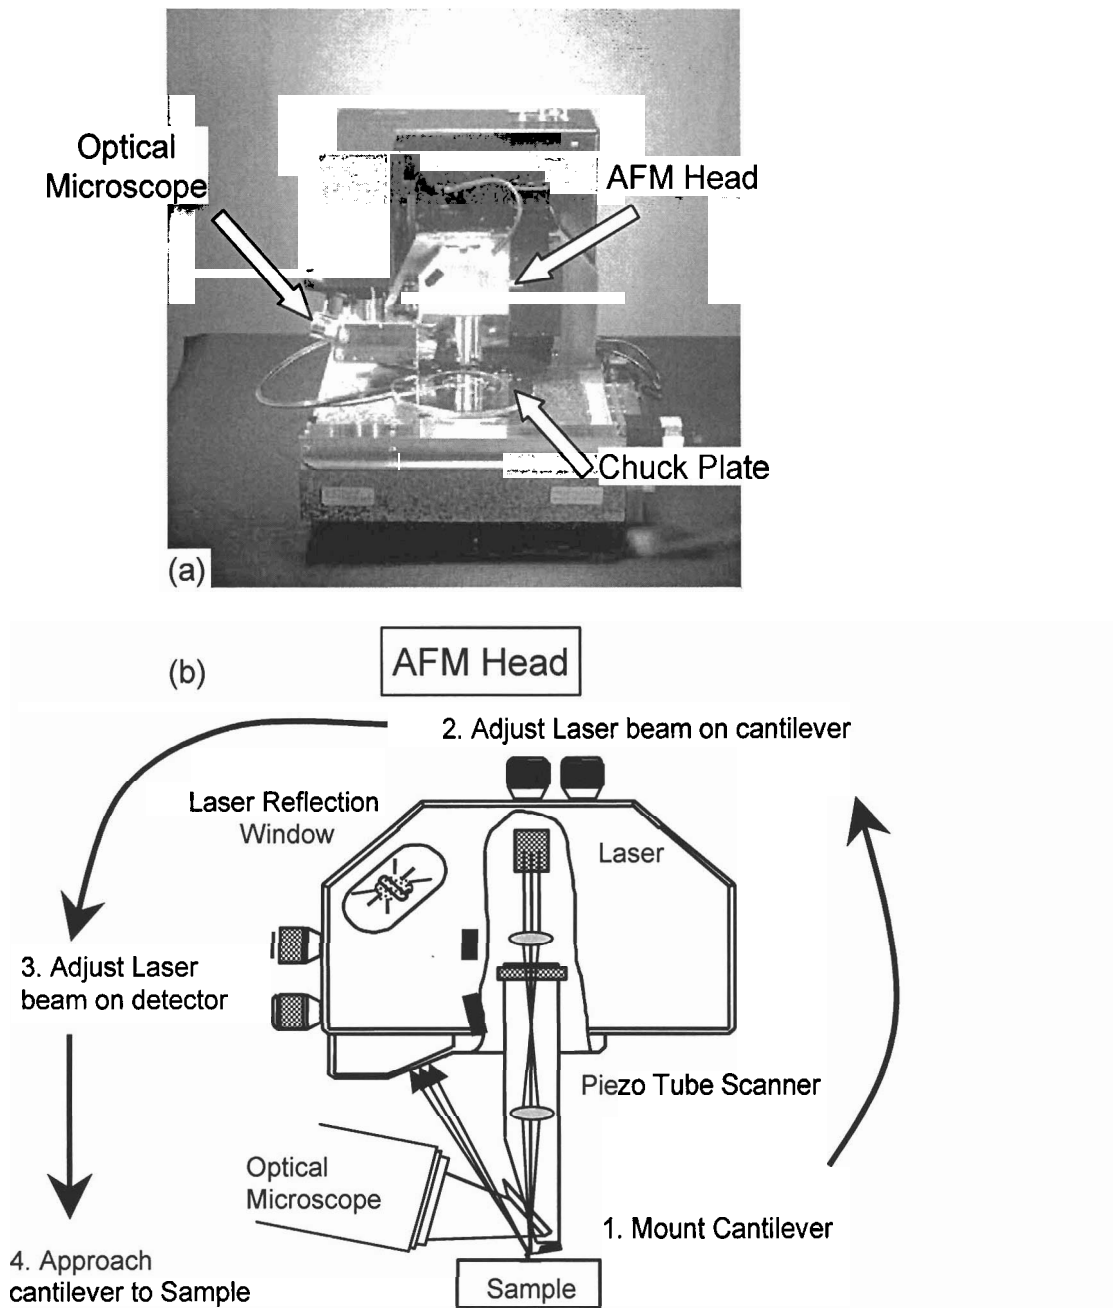 Optical
Microscope
AFM Head
Chuck Plate
(a)
(b)
AFM Head
2. Adjust Laser beam on cantilever
Laser Reflection
Window
Laser
3. Adjust Laser
beam on detector
Piezo Tube Scanner
Optical
Microscope
1. Mount Cantilever
4. Approach
cantilever to Sample
Sample